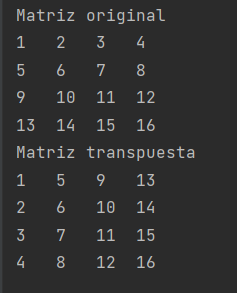 Matriz original
1 2 3 4
5 6 7 8
9 10 11 12
13 14 15 16
Matriz transpuesta
1 5 9 13
2 6 10 14
3 7 11 15
4 8 12 16